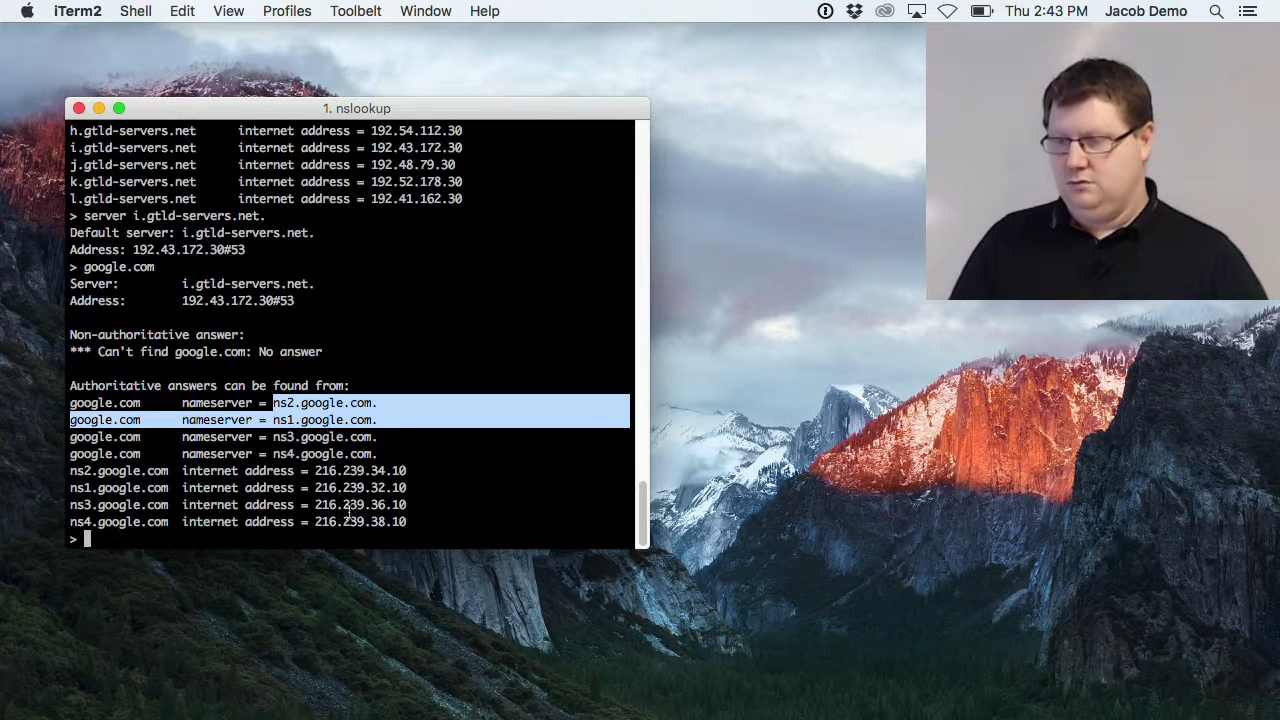 iTerm2 Shell Edit View Profiles Toolbelt Window Help Thu 2:43 PM Jacob Demo
1. nslookup
h.gtld-servers.net internet address = 192.54.112.30
i.gtld-servers.net internet address = 192.43.172.30
j.gtld-servers.net internet address = 192.48.79.30
k.gtld-servers.net internet address = 192.52.178.30
l.gtld-servers.net internet address = 192.41.162.30
> server i.gtld-servers.net.
Default server: i.gtld-servers.net.
Address: 192.43.172.30#53
> google.com
Server: i.gtld-servers.net.
Address: 192.43.172.30#53
Non-authoritative answer:
*** Can't find google.com: No answer
Authoritative answers can be found from:
google.com nameserver = ns2.google.com.
google.com nameserver = ns1.google.com.
google.com nameserver = ns3.google.com.
google.com nameserver = ns4.google.com.
ns2.google.com internet address = 216.239.34.10
ns1.google.com internet address = 216.239.32.10
ns3.google.com internet address = 216.239.36.10
ns4.google.com internet address = 216.239.38.10
>